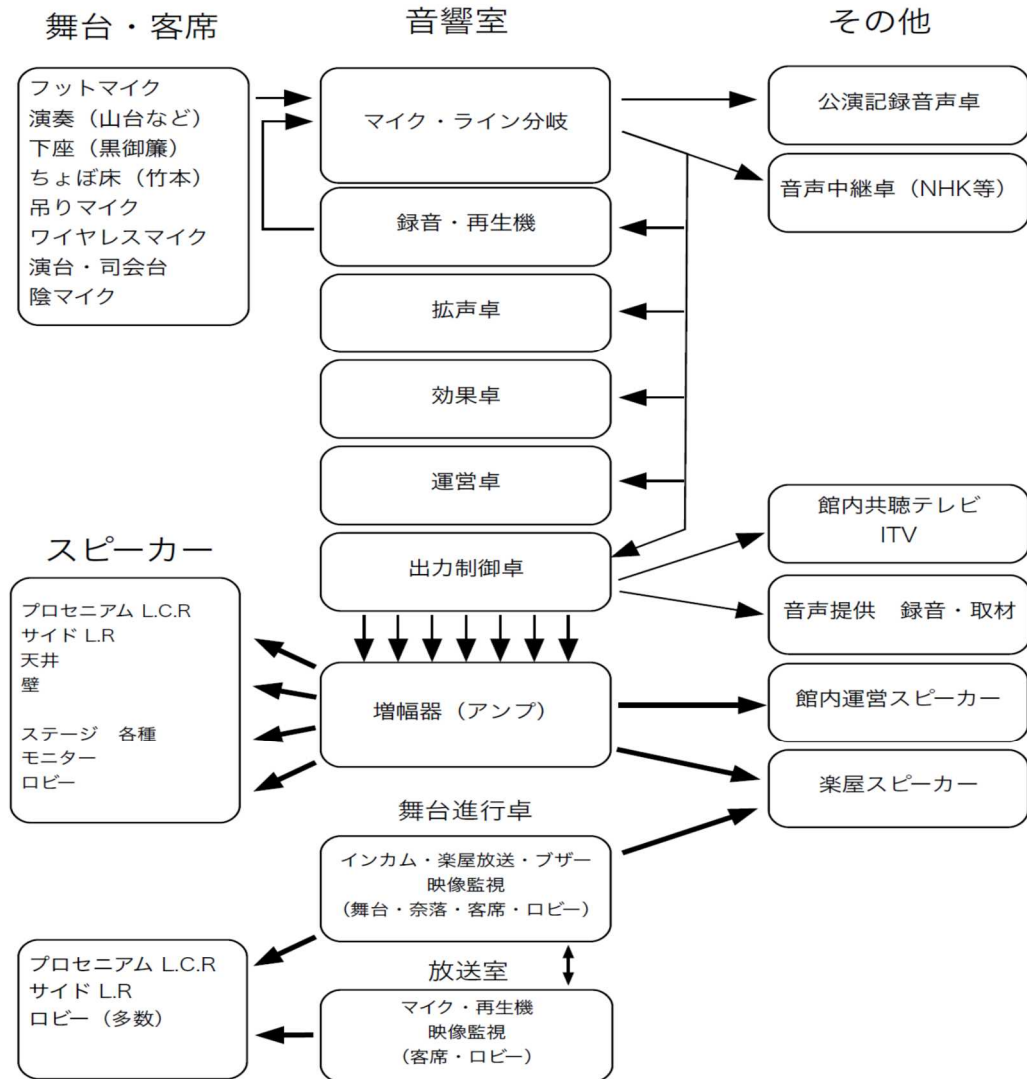 舞台・客席
フットマイク
演奏（山台など）
下座（黒御簾）
ちょぼ床（竹本）
吊りマイク
ワイヤレスマイク
演台・司会台
陰マイク
音響室
マイク・ライン分岐
録音・再生機
拡声卓
効果卓
運営卓
出力制御卓
増幅器（アンプ）
その他
公演記録音声卓
音声中継卓（NHK等）
館内共聴テレビ
ITV
音声提供　録音・取材
館内運営スピーカー
楽屋スピーカー
スピーカー
プロセニアム L.C.R
サイド L.R
天井
壁
ステージ　各種
モニター
ロビー
舞台進行卓
インカム・楽屋放送・ブザー
映像監視
(舞台・奈落・客席・ロビー)
プロセニアム L.C.R
サイド L.R
ロビー（多数）
放送室
マイク・再生機
映像監視
(客席・ロビー)